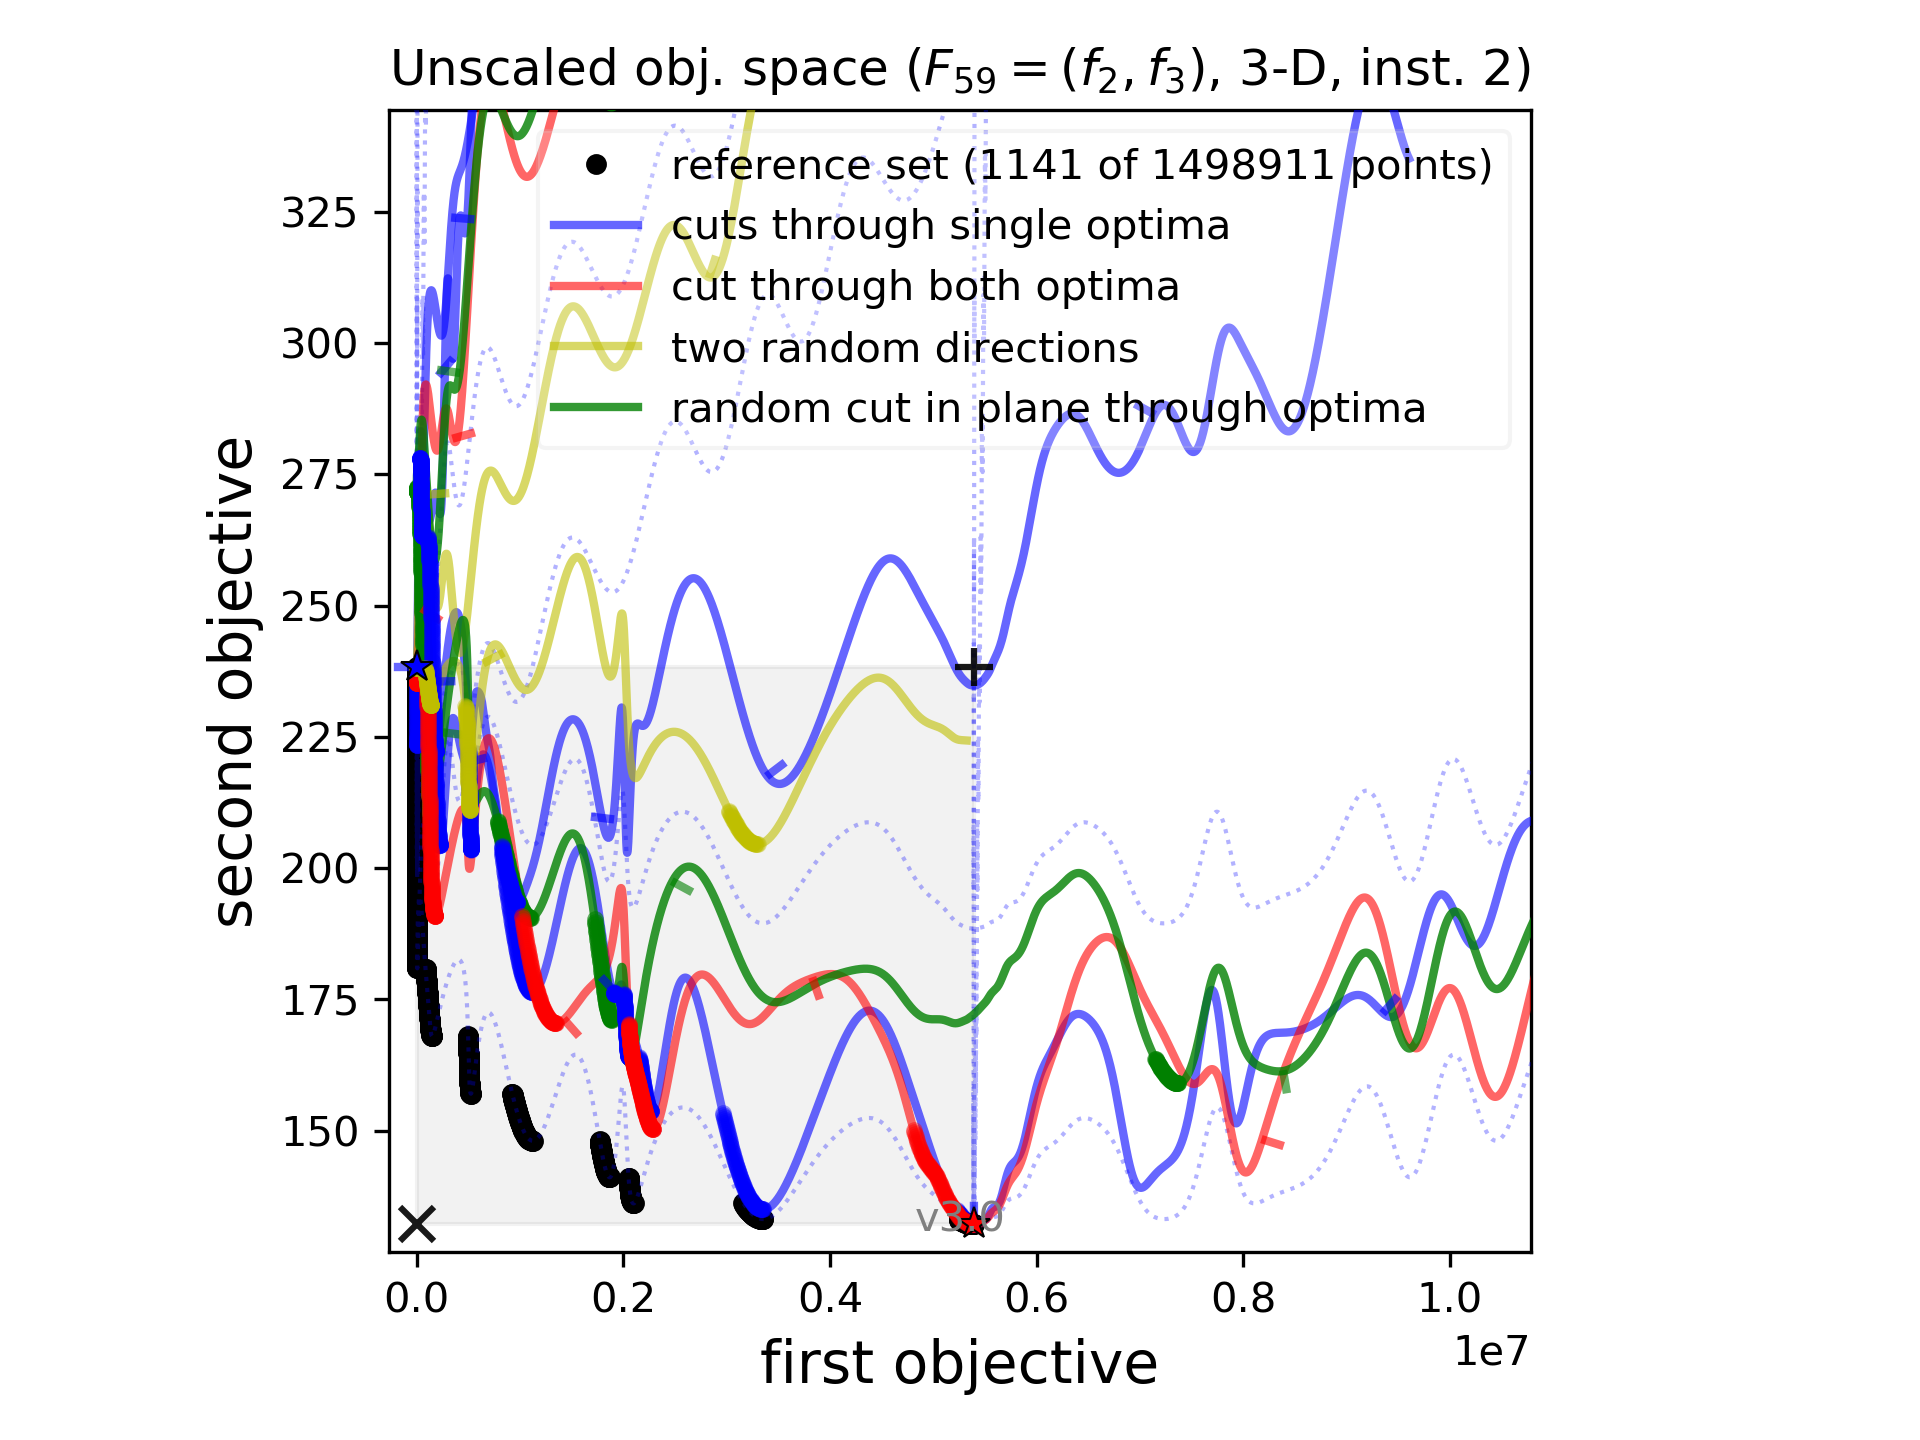 Unscaled obj. space (F₅₉ = (f₂, f₃), 3-D, inst. 2)
reference set (1141 of 1498911 points)
cuts through single optima
cut through both optima
two random directions
random cut in plane through optima
second objective
325
300
275
250
225
200
175
150
v3.0
0.0 0.2 0.4 0.6 0.8 1.0
1e7
first objective